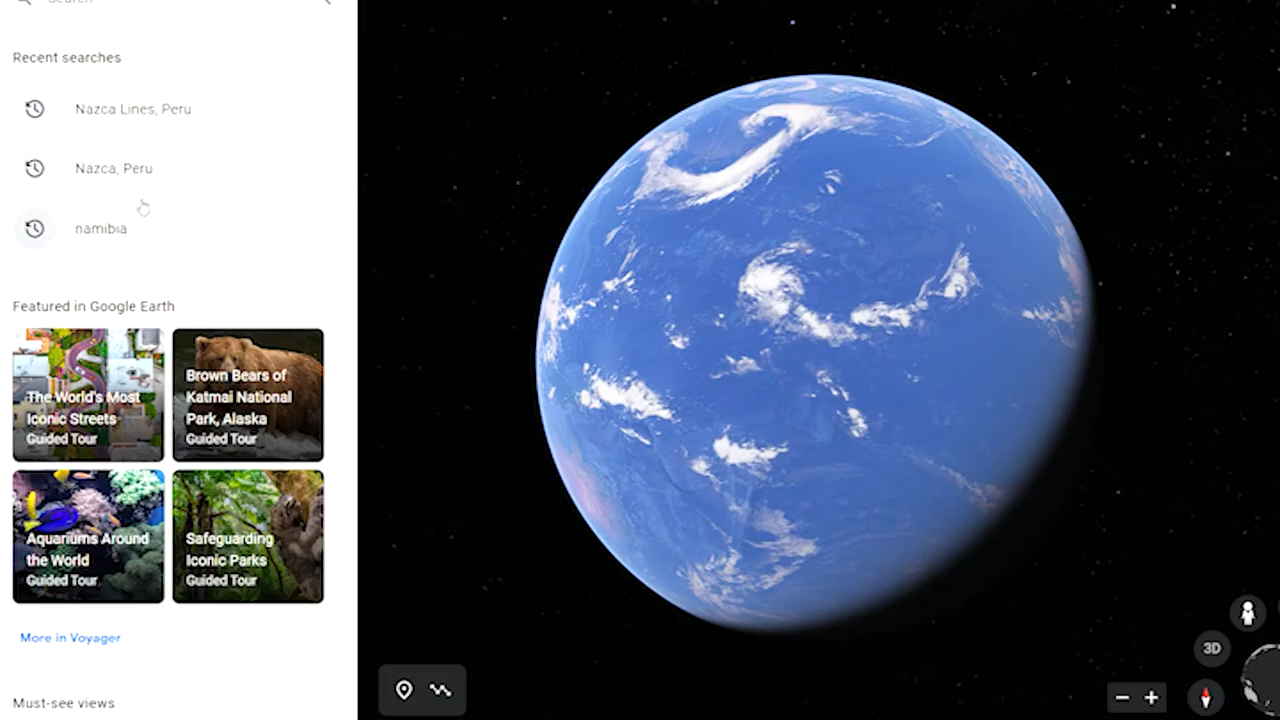 Search
Recent searches
Nazca Lines, Peru
Nazca, Peru
namibia
Featured in Google Earth
The World's Most
Iconic Streets
Guided Tour
Brown Bears of
Katmai National
Park, Alaska
Guided Tour
Aquariums Around
the World
Guided Tour
Safeguarding
Iconic Parks
Guided Tour
More in Voyager
Must-see views
3D